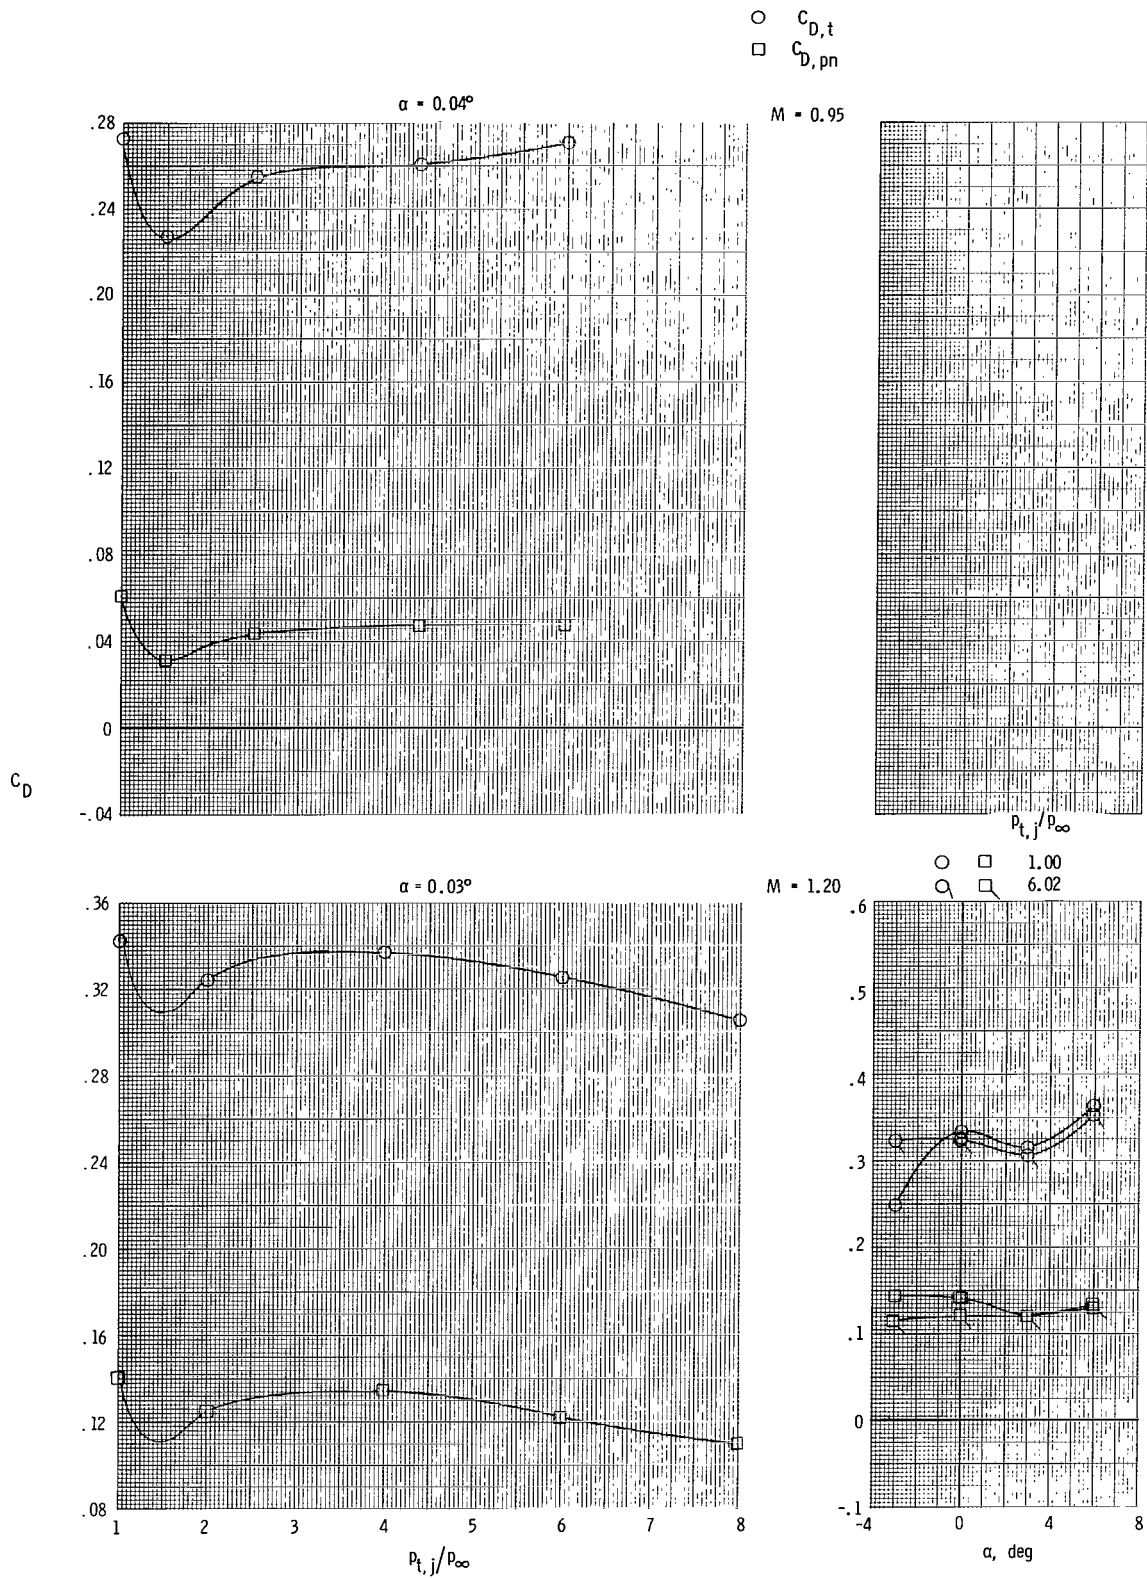 ○ C_D,t
□ C_D,pn
α = 0.04°
M = 0.95
.28
.24
.20
.16
.12
.08
.04
0
-.04
C_D
p_t,j/p_∞
○ □ 1.00
○ □ 6.02
α = 0.03°
M = 1.20
.36
.32
.28
.24
.20
.16
.12
.08
1 2 3 4 5 6 7 8
p_t,j/p_∞
.6
.5
.4
.3
.2
.1
0
-.1
-4 0 4 8
α, deg